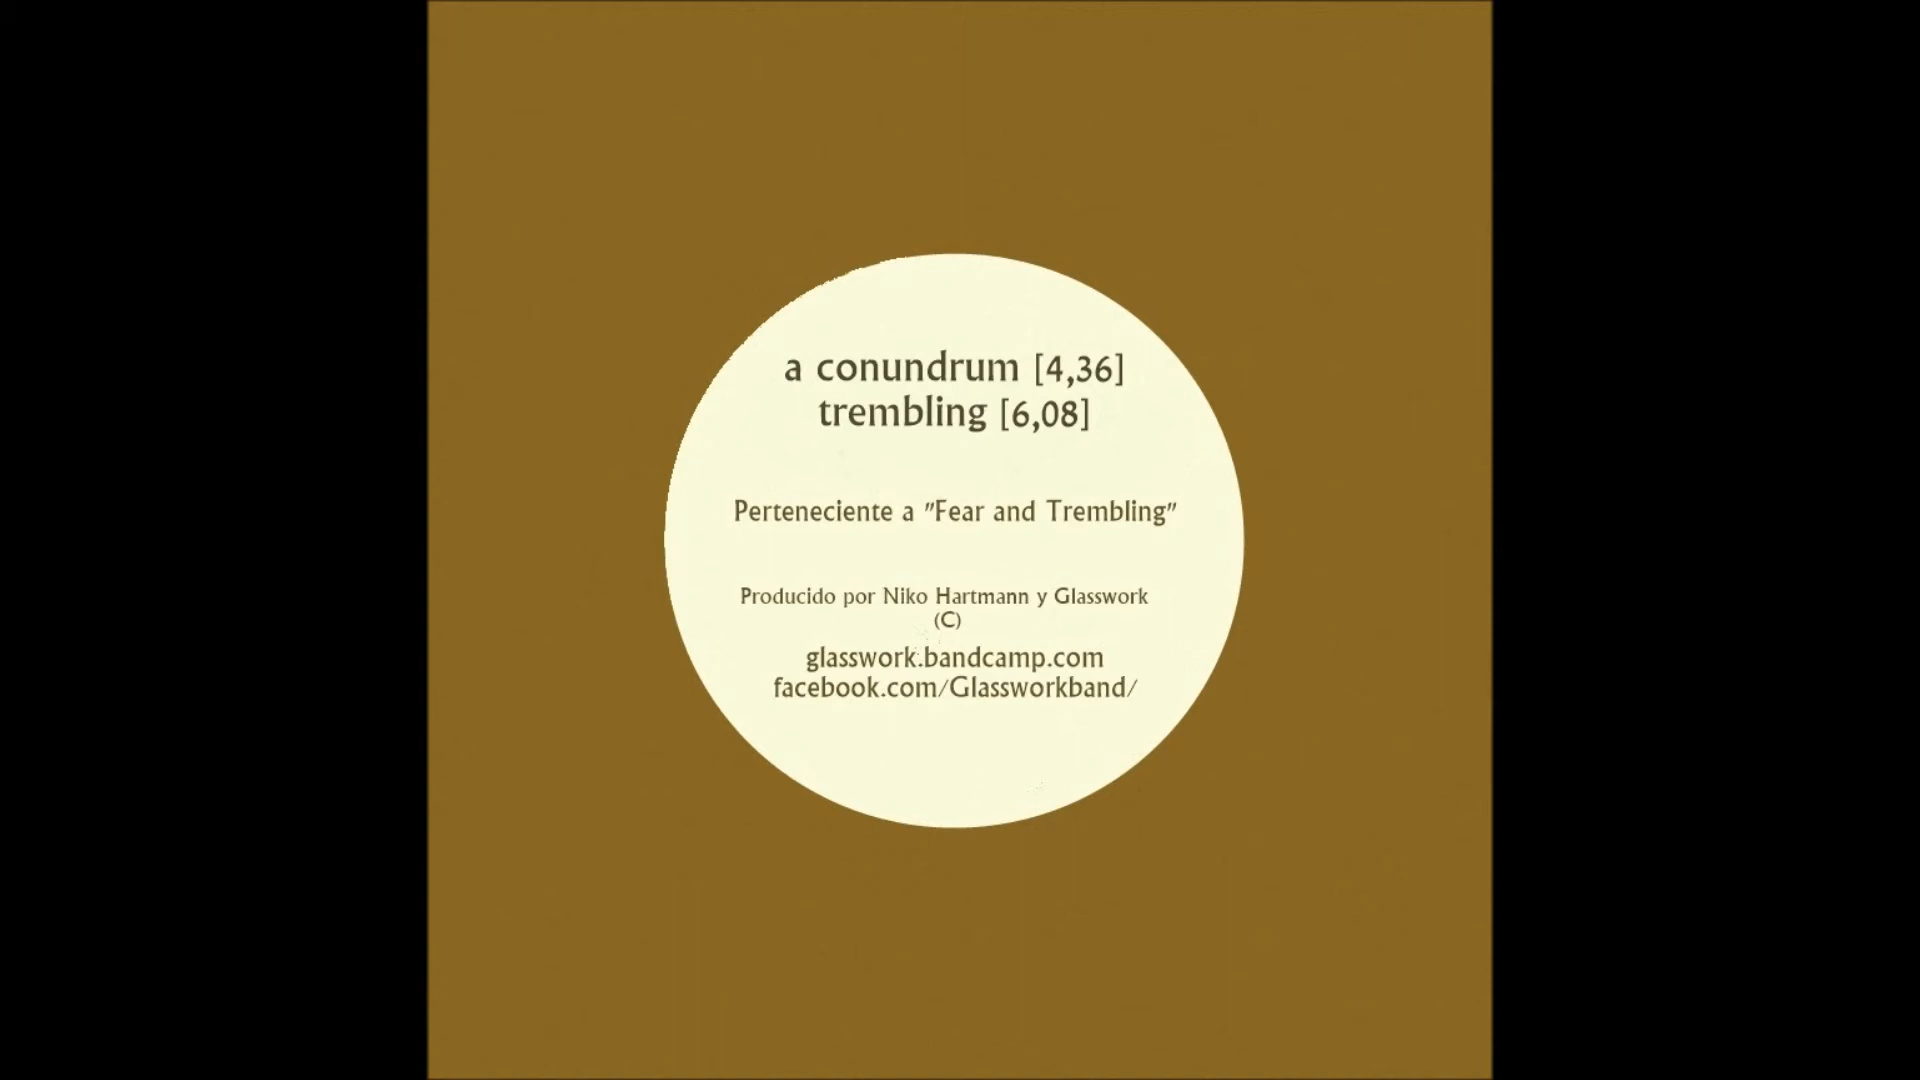 a conundrum [4,36]
trembling [6,08]
Perteneciente a "Fear and Trembling"
Producido por Niko Hartmann y Glasswork
(C)
glasswork.bandcamp.com
facebook.com/Glassworkband/